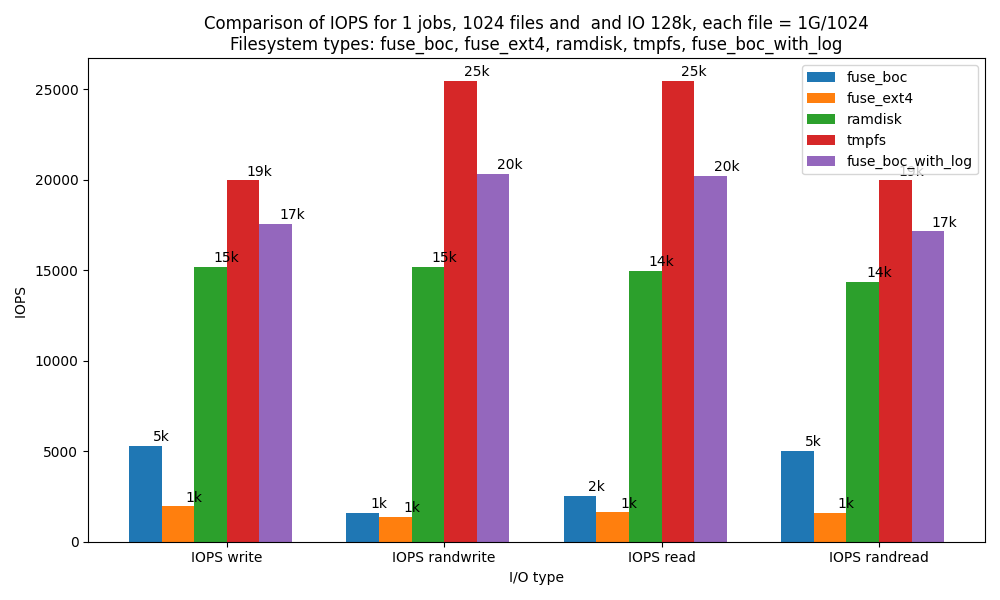 Comparison of IOPS for 1 jobs, 1024 files and  and IO 128k, each file = 1G/1024
Filesystem types: fuse_boc, fuse_ext4, ramdisk, tmpfs, fuse_boc_with_log
fuse_boc
fuse_ext4
ramdisk
tmpfs
fuse_boc_with_log
IOPS
25000
20000
15000
10000
5000
0
5k
1k
15k
19k
17k
1k
1k
15k
25k
20k
2k
1k
14k
25k
20k
5k
1k
14k
17k
IOPS write
IOPS randwrite
IOPS read
IOPS randread
I/O type